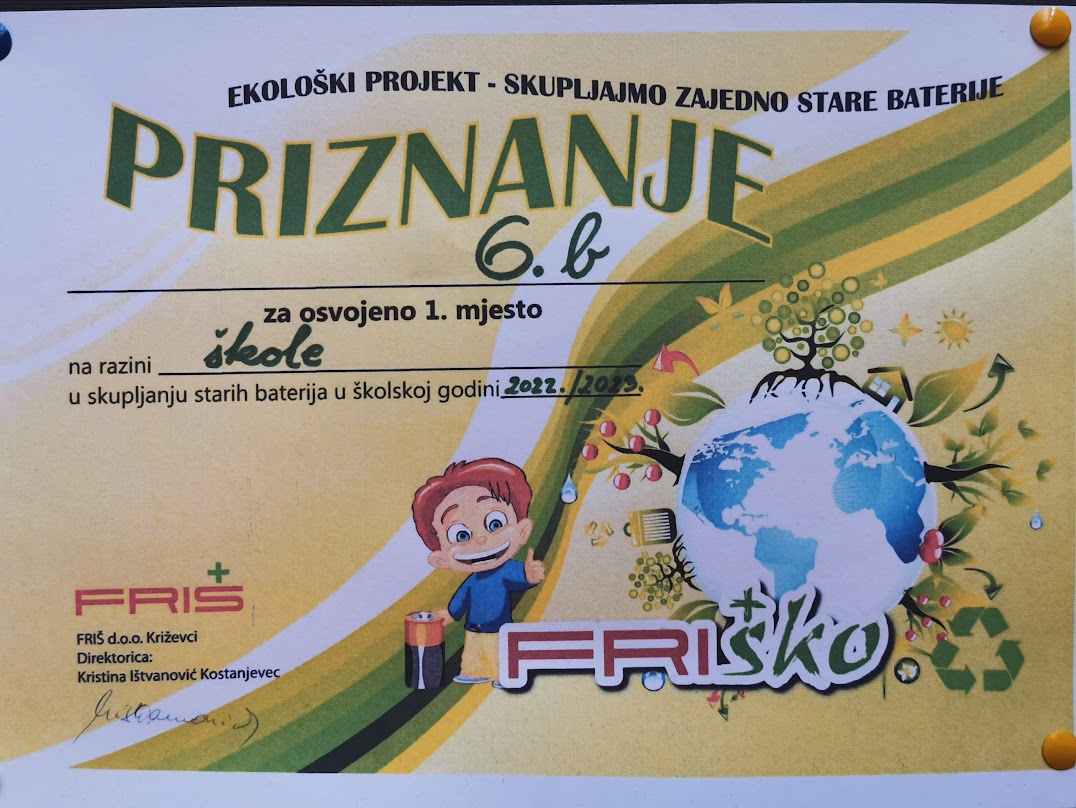 EKOLOŠKI PROJEKT - SKUPLJAJMO ZAJEDNO STARE BATERIJE
PRIZNANJE
6. b
za osvojeno 1. mjesto
na razini škole
u skupljanju starih baterija u školskoj godini 2022./2023.
FRIŠ
FRIŠ d.o.o. Križevci
Direktorica:
Kristina Ištvanović Kostanjevec
FRIško